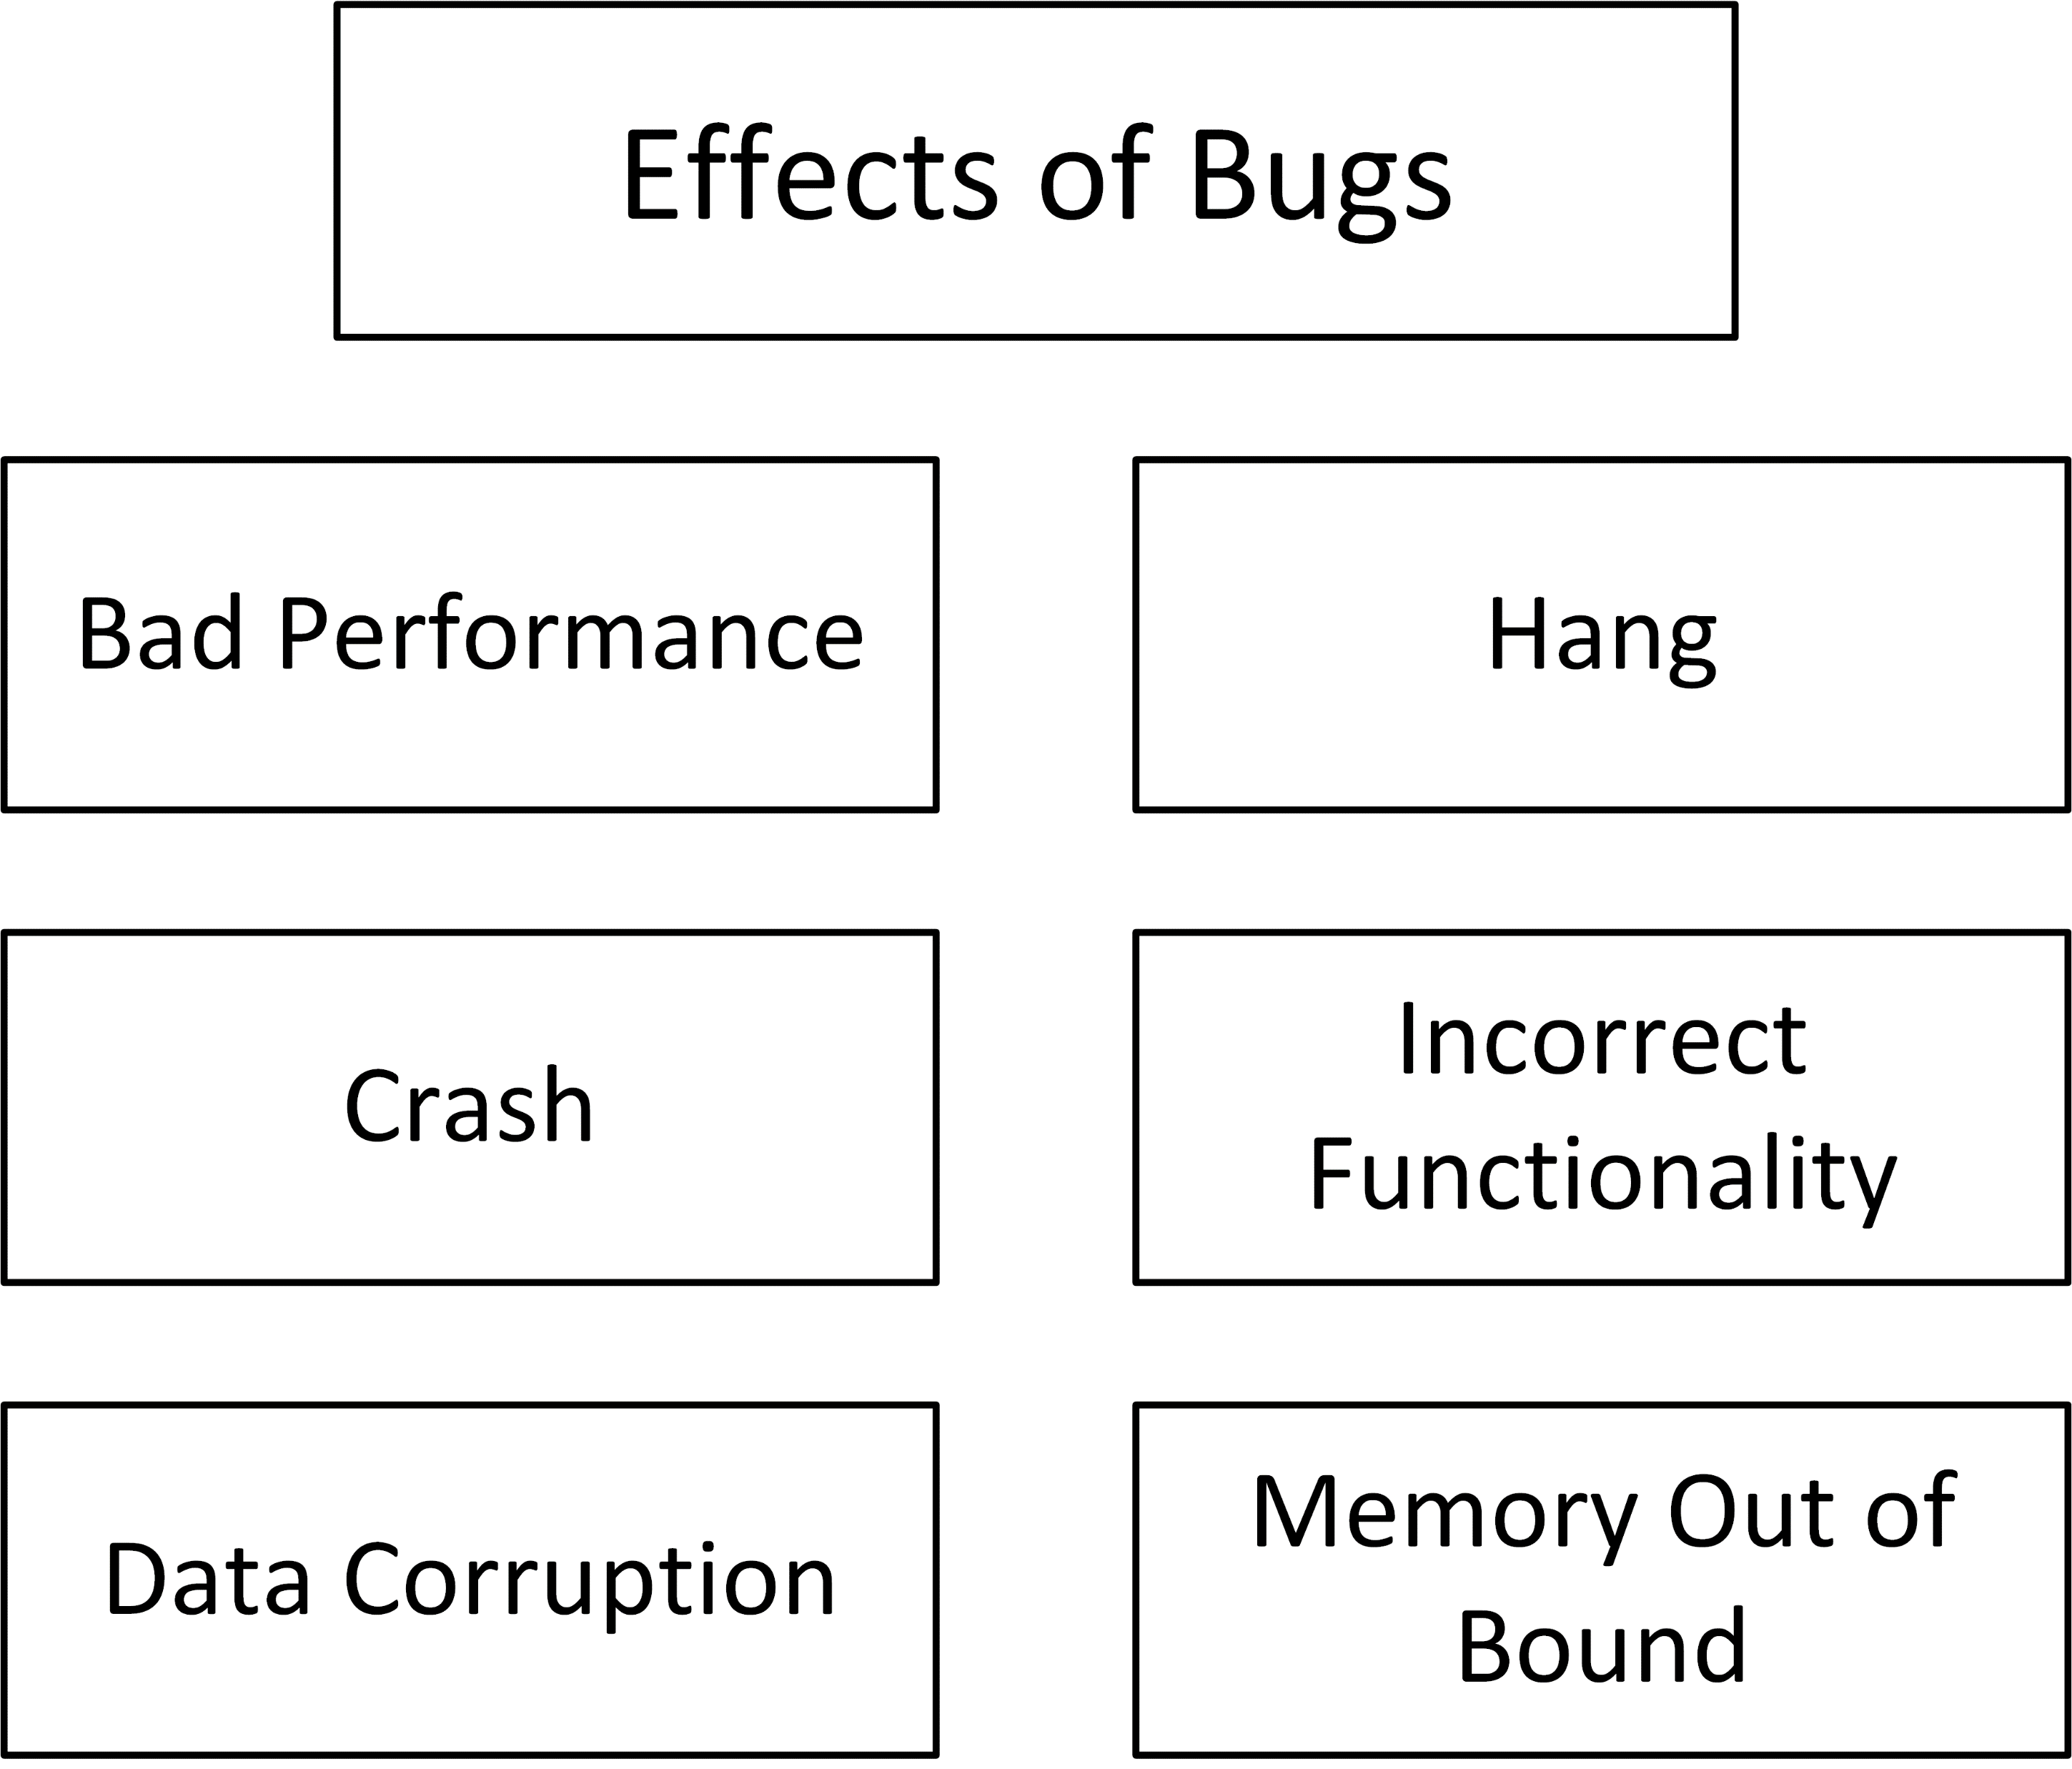 Effects of Bugs
Bad Performance
Hang
Crash
Incorrect
Functionality
Data Corruption
Memory Out of
Bound